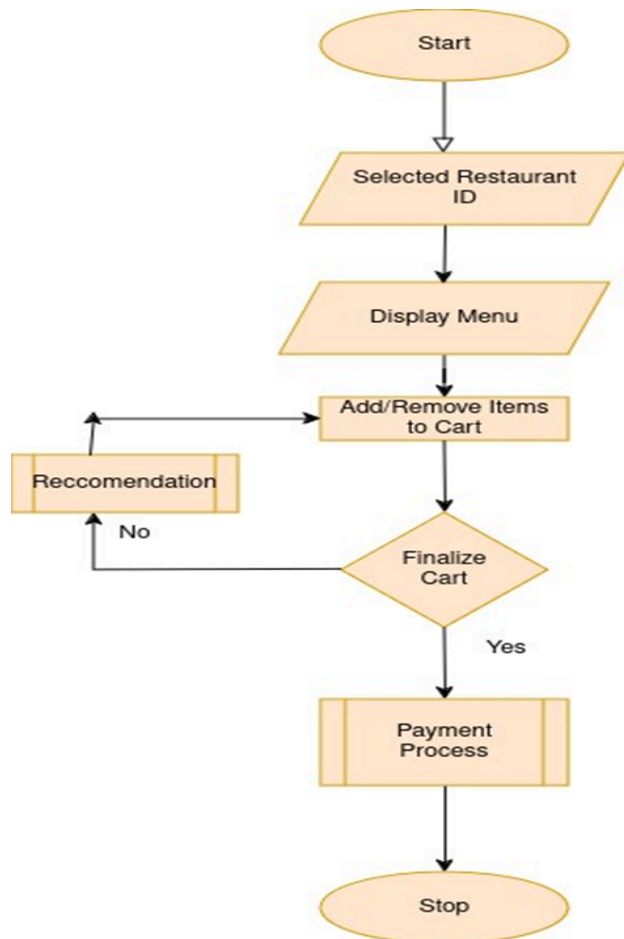 Start
Selected Restaurant
ID
Display Menu
Add/Remove Items
to Cart
Reccomendation
No
Finalize
Cart
Yes
Payment
Process
Stop